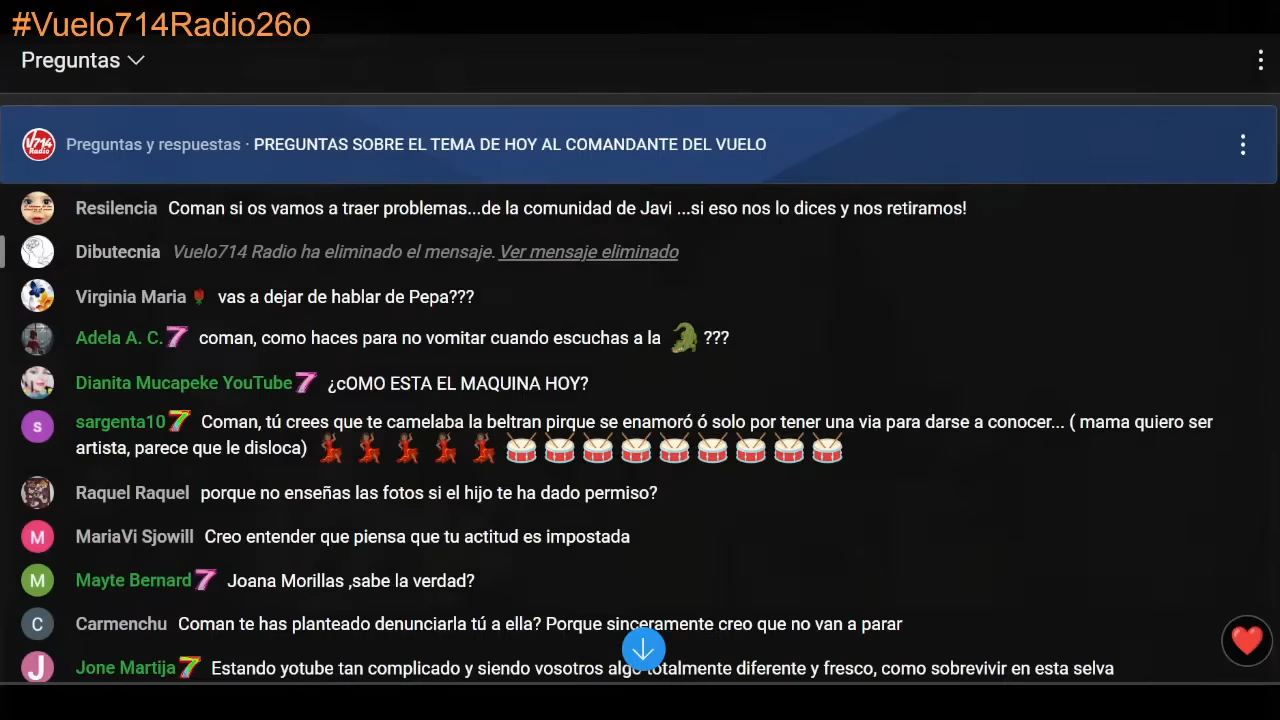 #Vuelo714Radio26o
Preguntas
V714 Radio
Preguntas y respuestas · PREGUNTAS SOBRE EL TEMA DE HOY AL COMANDANTE DEL VUELO
Resilencia Coman si os vamos a traer problemas...de la comunidad de Javi ...si eso nos lo dices y nos retiramos!
Dibutecnia Vuelo714 Radio ha eliminado el mensaje. Ver mensaje eliminado
Virginia Maria🌹 vas a dejar de hablar de Pepa???
Adela A. C. 7 coman, como haces para no vomitar cuando escuchas a la 🐊 ???
Dianita Mucapeke YouTube 7 ¿cOMO ESTA EL MAQUINA HOY?
s sargenta10 7 Coman, tú crees que te camelaba la beltran pirque se enamoró ó solo por tener una via para darse a conocer... ( mama quiero ser
artista, parece que le disloca) 💃💃💃💃💃🥁🥁🥁🥁🥁🥁🥁🥁🥁
Raquel Raquel porque no enseñas las fotos si el hijo te ha dado permiso?
M MariaVi Sjowill Creo entender que piensa que tu actitud es impostada
M Mayte Bernard 7 Joana Morillas ,sabe la verdad?
C Carmenchu Coman te has planteado denunciarla tú a ella? Porque sinceramente creo que no van a parar
J Jone Martija 7 Estando yotube tan complicado y siendo vosotros algo totalmente diferente y fresco, como sobrevivir en esta selva